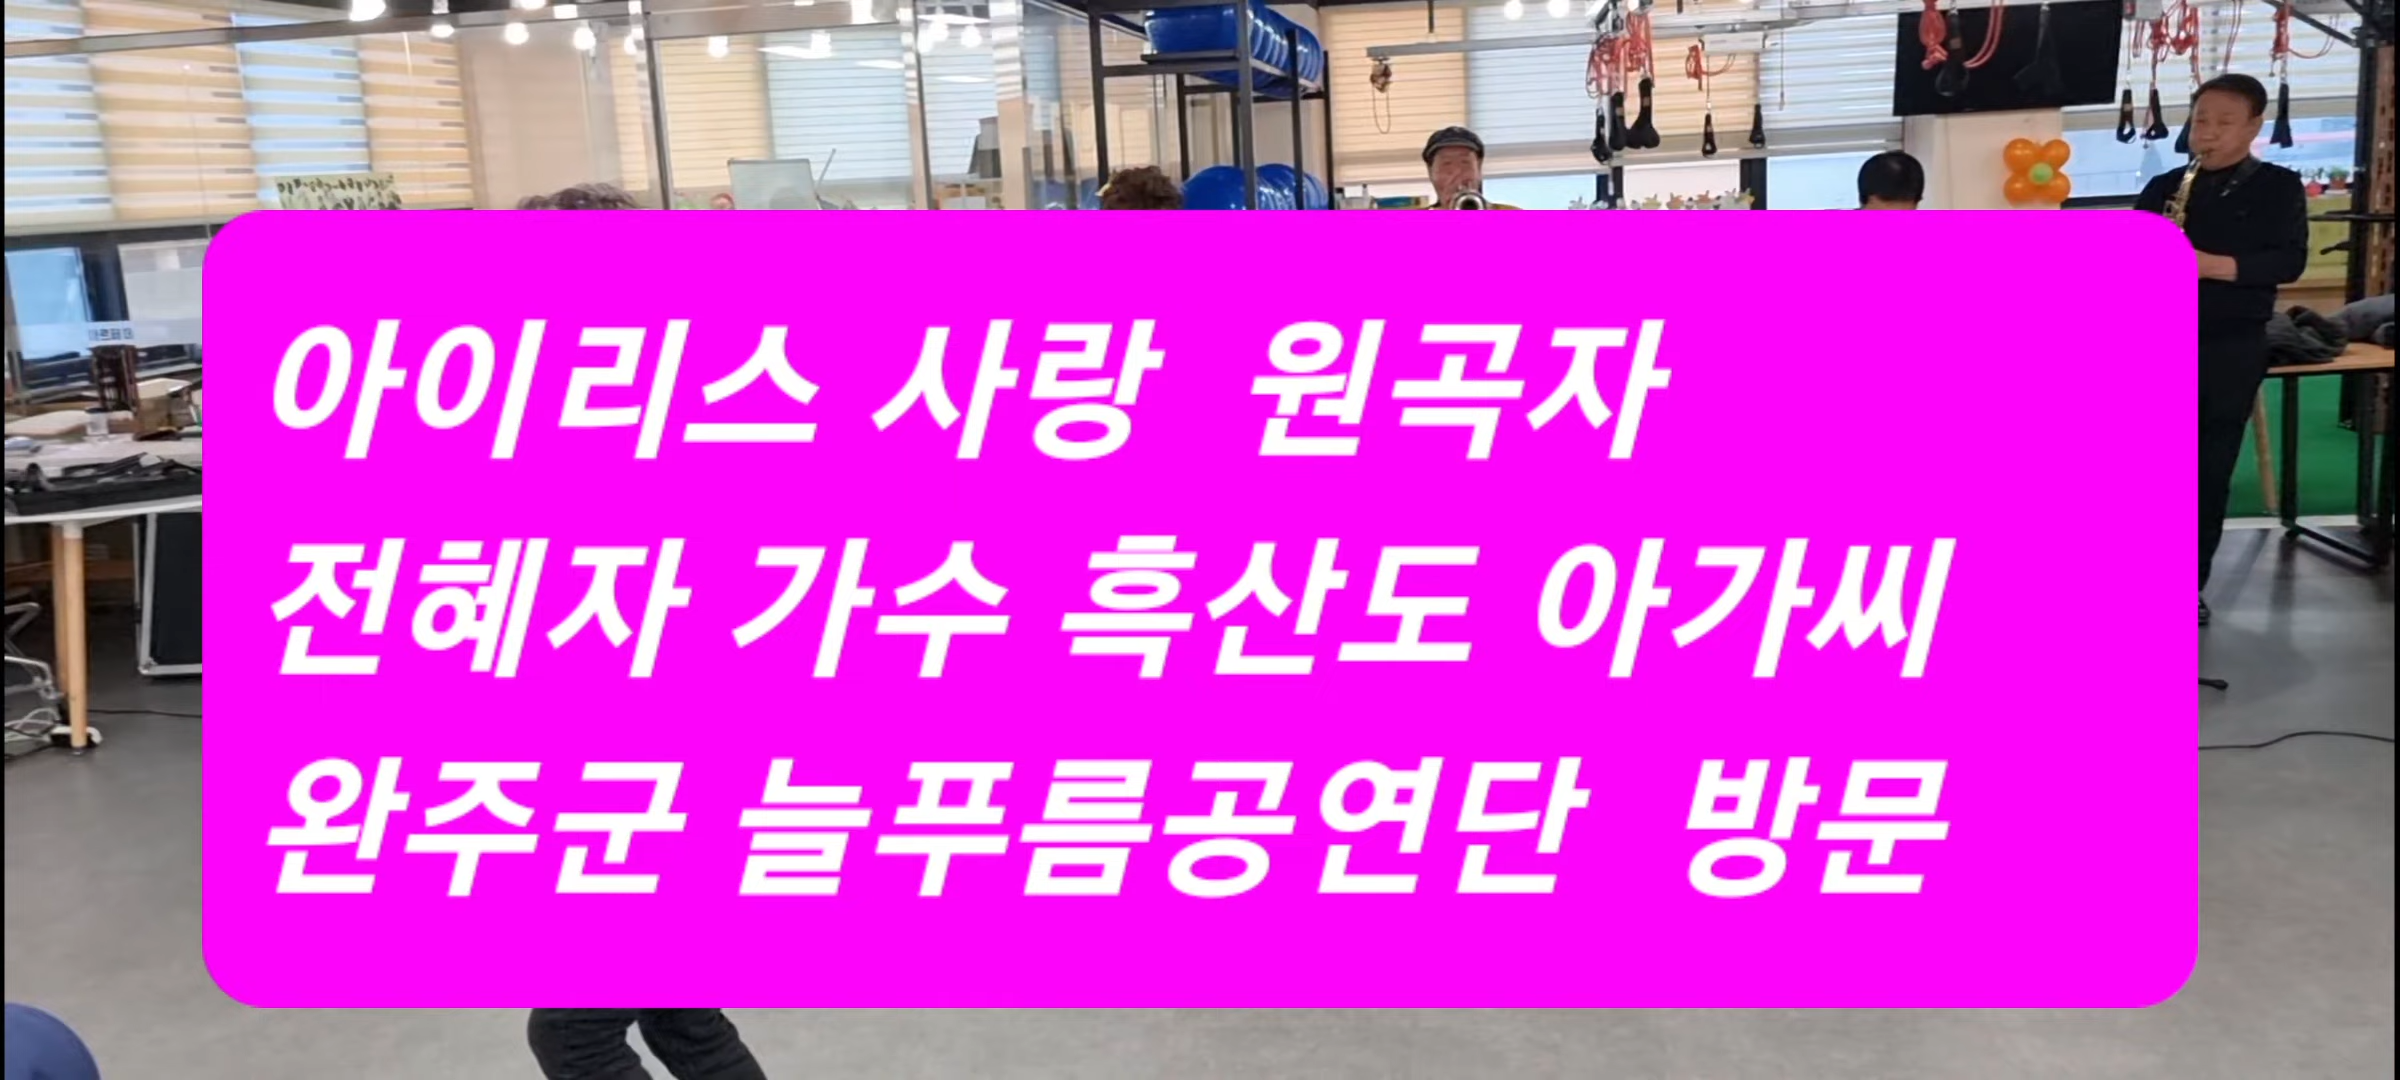 아이리스 사랑 원곡자
전혜자 가수 흑산도 아가씨
완주군 늘푸름공연단 방문